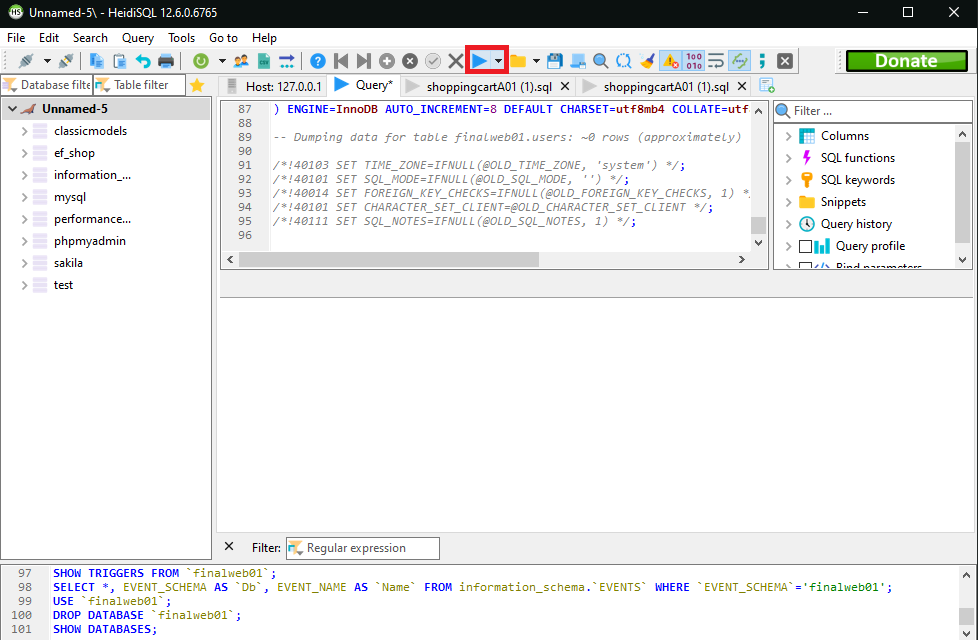 Unnamed-5\ - HeidiSQL 12.6.0.6765
File Edit Search Query Tools Go to Help
Donate
Database filte Table filter
Host: 127.0.0.1 Query* shoppingcartA01 (1).sql shoppingcartA01 (1).sql
Unnamed-5
classicmodels
ef_shop
information_...
mysql
performance...
phpmyadmin
sakila
test
87 ) ENGINE=InnoDB AUTO_INCREMENT=8 DEFAULT CHARSET=utf8mb4 COLLATE=utf
88
89 -- Dumping data for table finalweb01.users: ~0 rows (approximately)
90
91 /*!40103 SET TIME_ZONE=IFNULL(@OLD_TIME_ZONE, 'system') */;
92 /*!40101 SET SQL_MODE=IFNULL(@OLD_SQL_MODE, '') */;
93 /*!40014 SET FOREIGN_KEY_CHECKS=IFNULL(@OLD_FOREIGN_KEY_CHECKS, 1) *
94 /*!40101 SET CHARACTER_SET_CLIENT=@OLD_CHARACTER_SET_CLIENT */;
95 /*!40111 SET SQL_NOTES=IFNULL(@OLD_SQL_NOTES, 1) */;
96
Filter ...
Columns
SQL functions
SQL keywords
Snippets
Query history
Query profile
Bind parameters
Filter: Regular expression
97 SHOW TRIGGERS FROM `finalweb01`;
98 SELECT *, EVENT_SCHEMA AS `Db`, EVENT_NAME AS `Name` FROM information_schema.`EVENTS` WHERE `EVENT_SCHEMA`='finalweb01';
99 USE `finalweb01`;
100 DROP DATABASE `finalweb01`;
101 SHOW DATABASES;